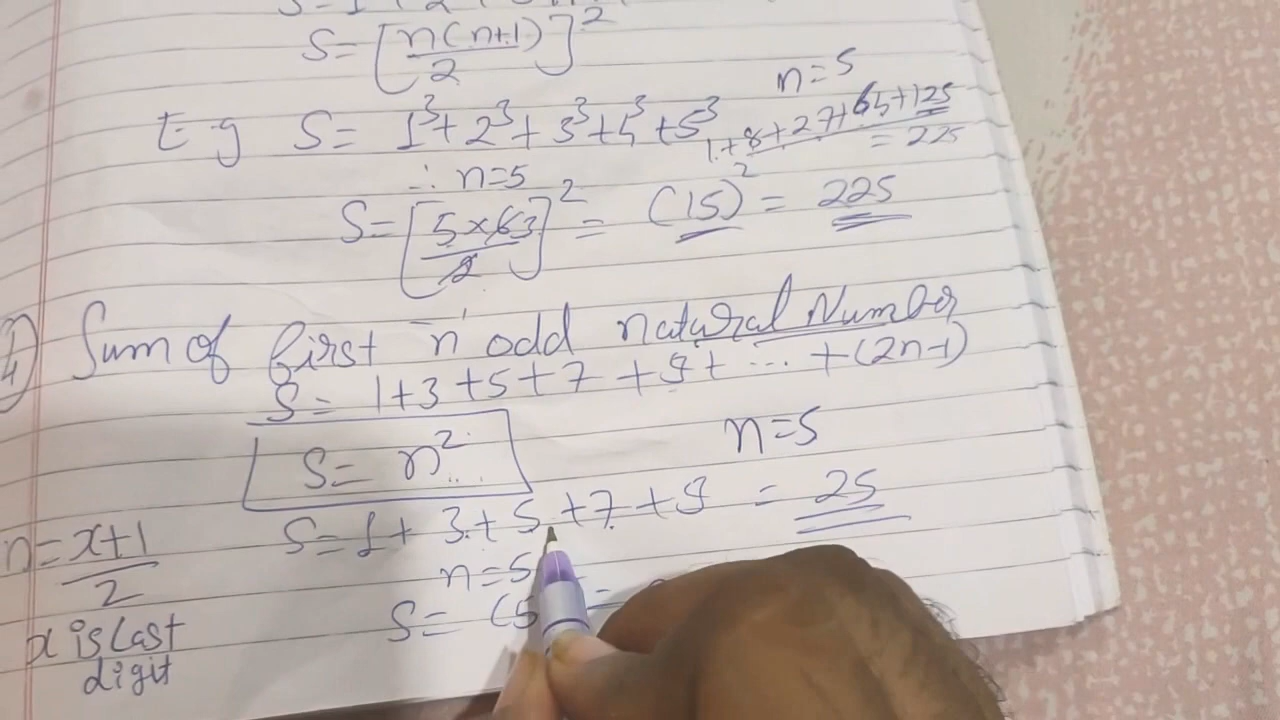 S=[n(n+1)/2]²
n=5
E.g S= 1³+2³+3³+4³+5³
1+8+27+64+125
= 225
∴ n=5
S=[5×6 3/2]² = (15)² = 225
4) Sum of first 'n' odd natural Number
S= 1+3+5+7+9+ ... +(2n-1)
S= n²
n=5
S=1+3+5+7+9 = 25
n=5
S= (5
n=x+1/2
x is last
digit